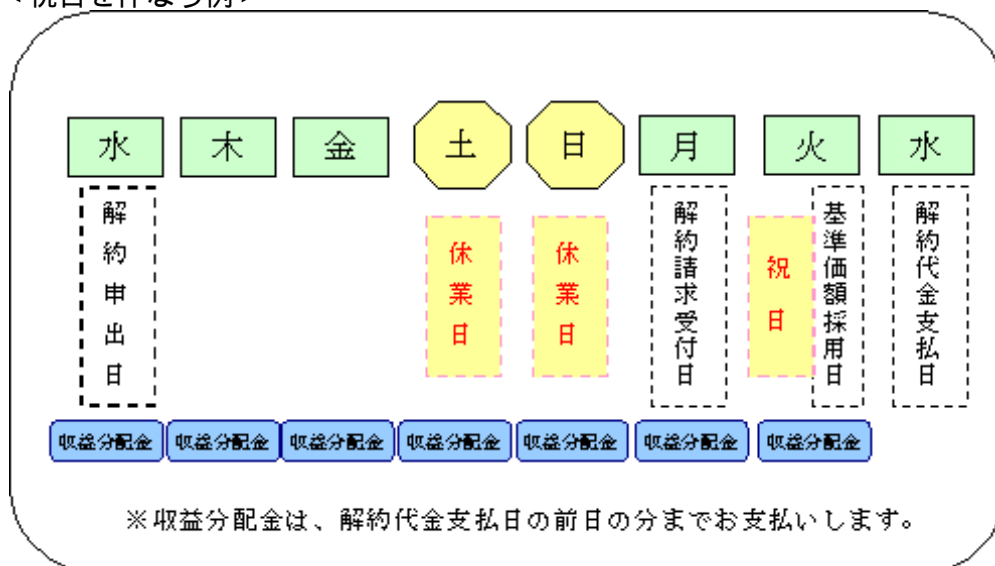 <祝日を伴なう例>
水 木 金 土 日 月 火 水
解約申出日
休業日
休業日
解約請求受付日
祝日
基準価額採用日
解約代金支払日
収益分配金 収益分配金 収益分配金 収益分配金 収益分配金 収益分配金 収益分配金
※収益分配金は、解約代金支払日の前日の分までお支払いします。